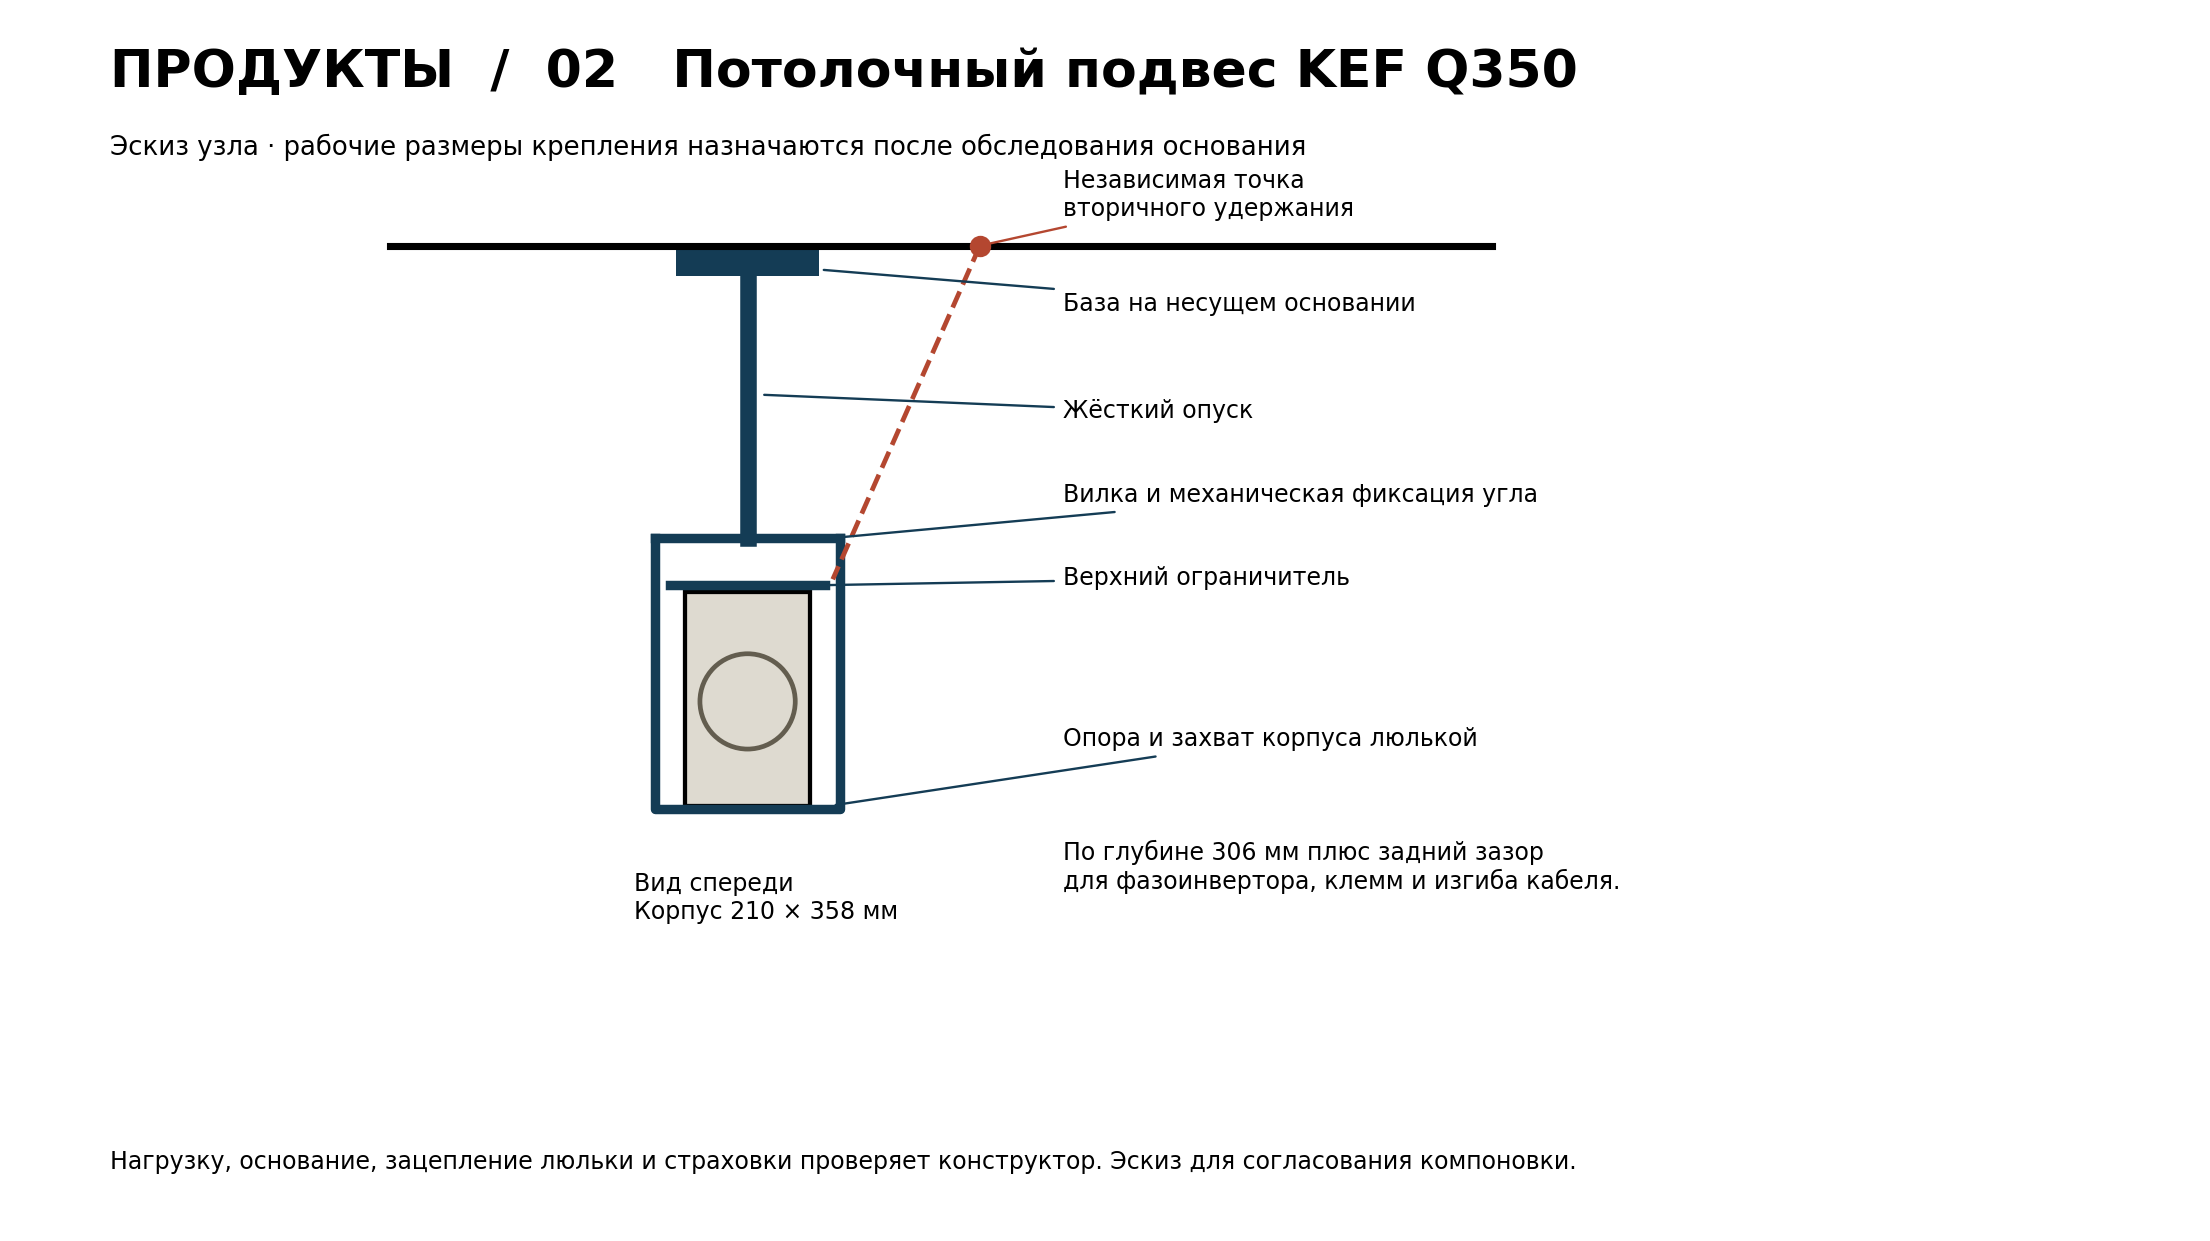 ПРОДУКТЫ / 02 Потолочный подвес KEF Q350
Эскиз узла · рабочие размеры крепления назначаются после обследования основания
Независимая точка
вторичного удержания
База на несущем основании
Жёсткий опуск
Вилка и механическая фиксация угла
Верхний ограничитель
Опора и захват корпуса люлькой
По глубине 306 мм плюс задний зазор
для фазоинвертора, клемм и изгиба кабеля.
Вид спереди
Корпус 210 × 358 мм
Нагрузку, основание, зацепление люльки и страховки проверяет конструктор. Эскиз для согласования компоновки.